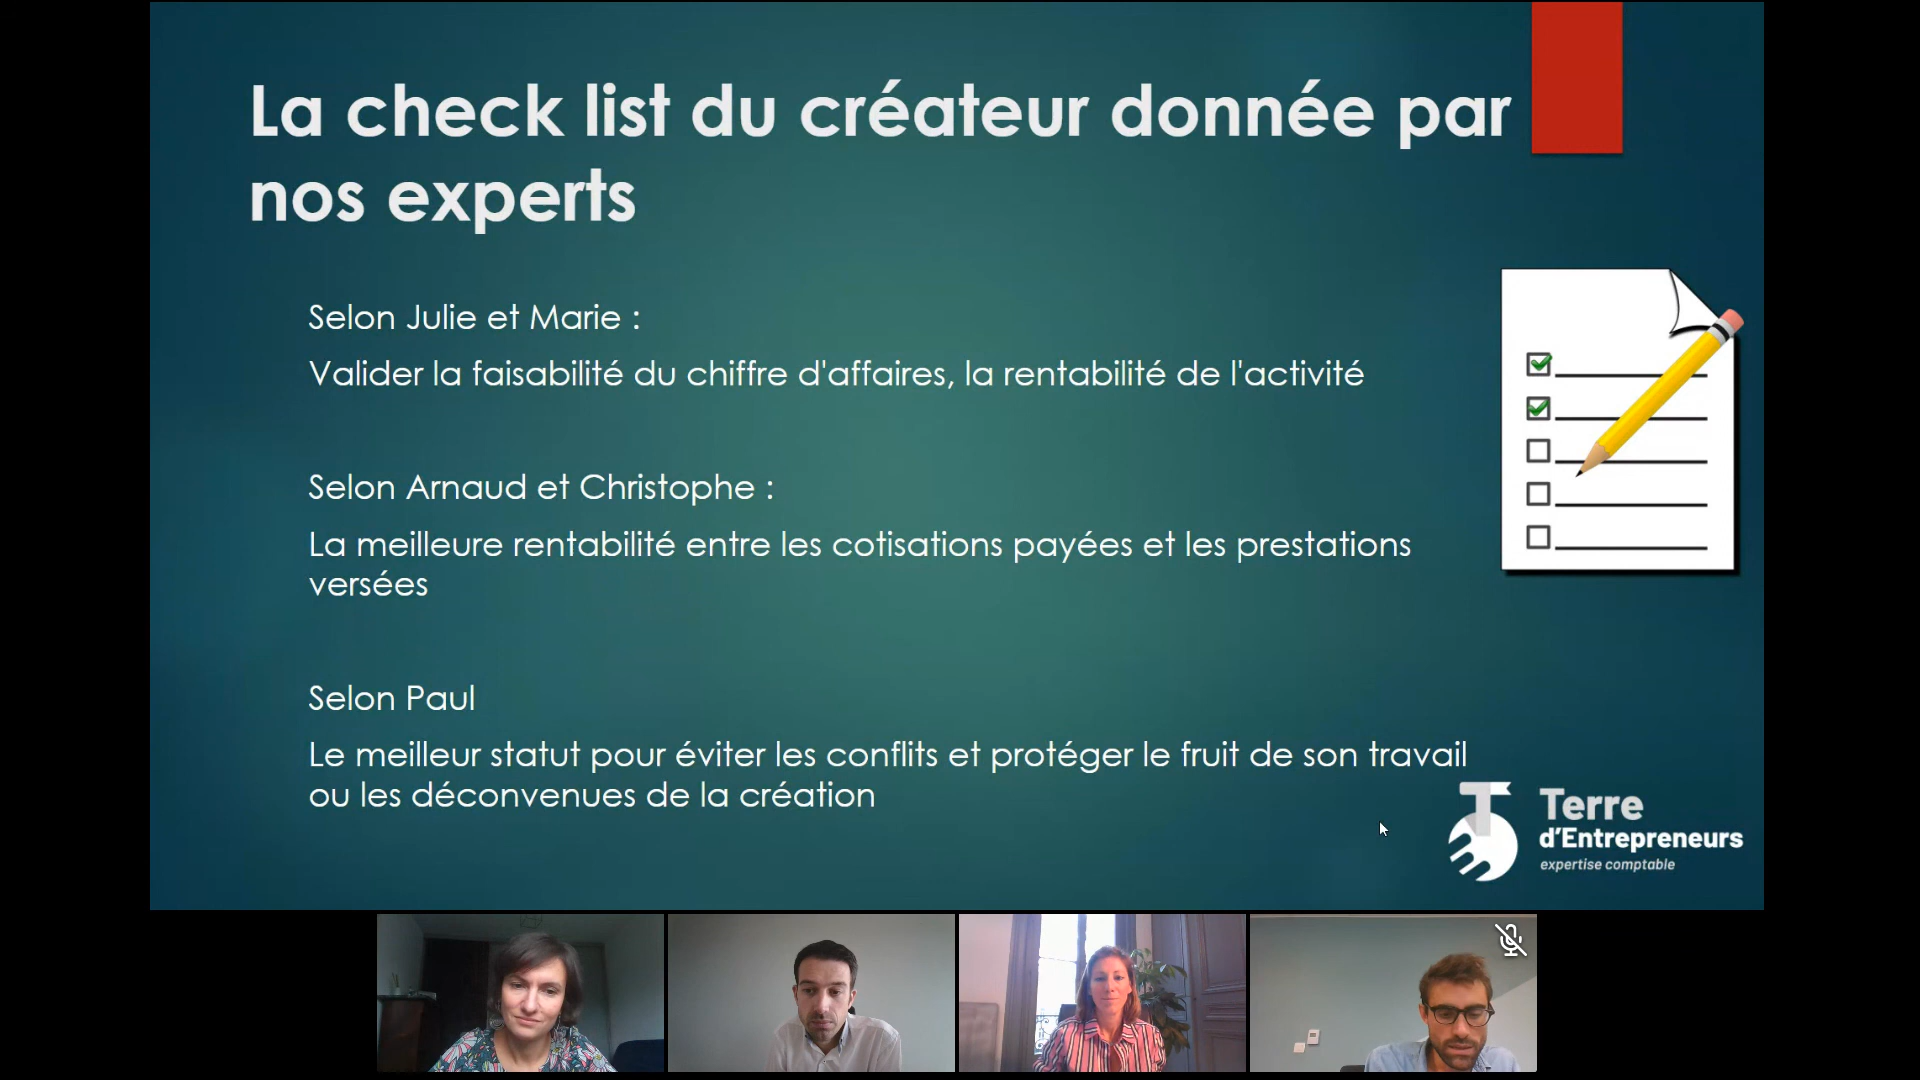 La check list du créateur donnée par
nos experts
Selon Julie et Marie :
Valider la faisabilité du chiffre d'affaires, la rentabilité de l'activité
Selon Arnaud et Christophe :
La meilleure rentabilité entre les cotisations payées et les prestations
versées
Selon Paul
Le meilleur statut pour éviter les conflits et protéger le fruit de son travail
ou les déconvenues de la création
Terre
d'Entrepreneurs
expertise comptable